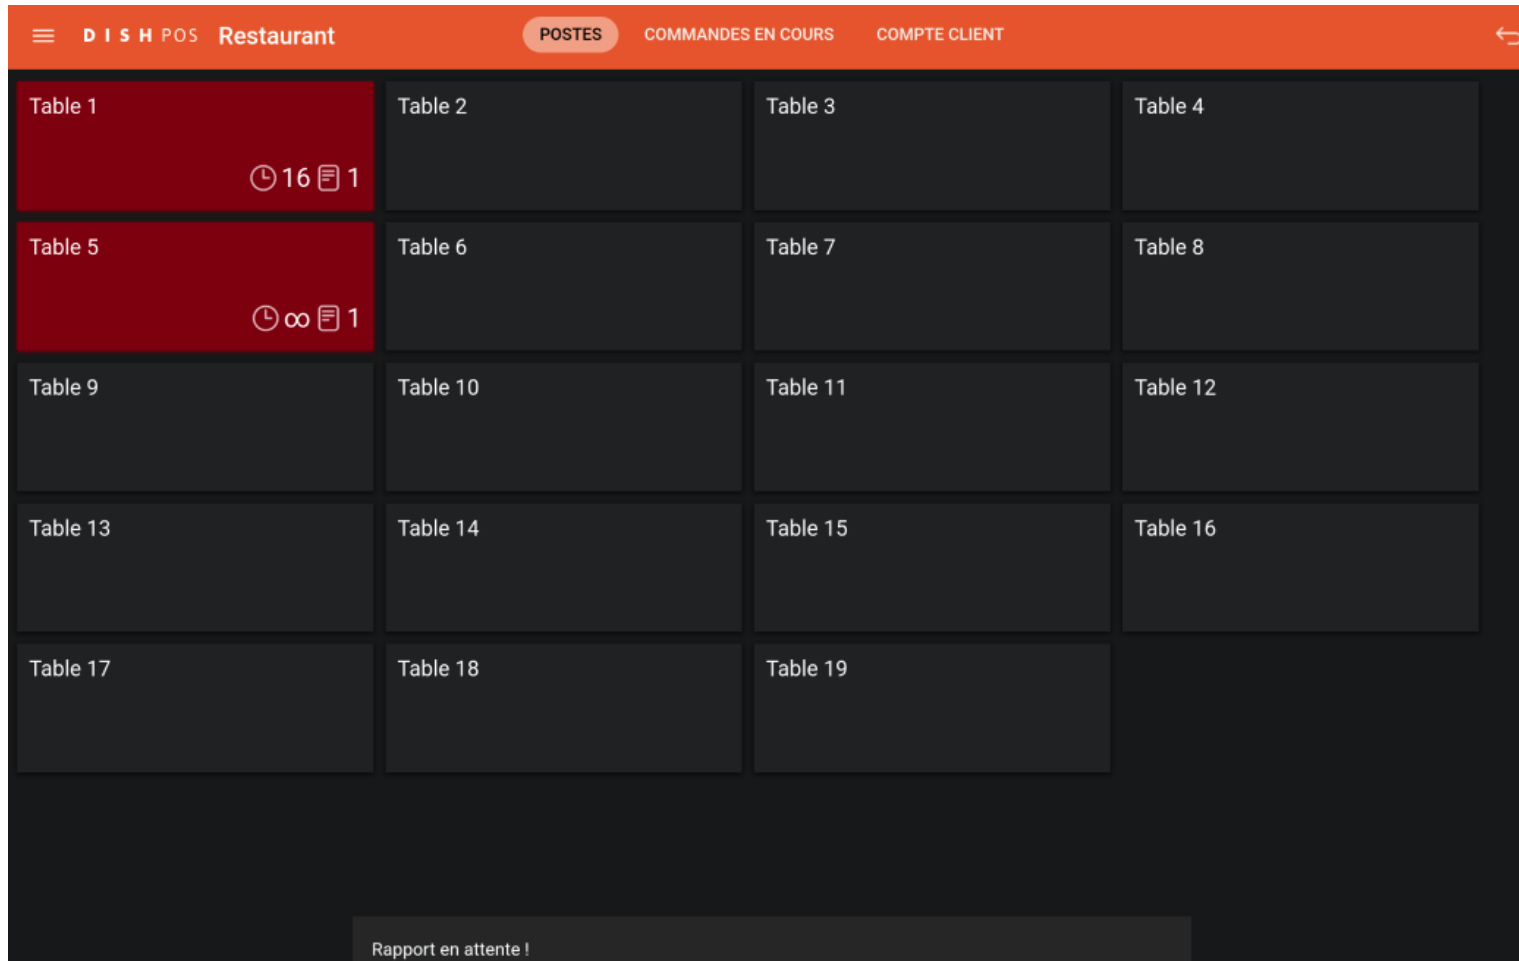 DISH POS Restaurant POSTES COMMANDES EN COURS COMPTE CLIENT
Table 1 Table 2 Table 3 Table 4
16 1
Table 5 Table 6 Table 7 Table 8
∞ 1
Table 9 Table 10 Table 11 Table 12
Table 13 Table 14 Table 15 Table 16
Table 17 Table 18 Table 19
Rapport en attente !